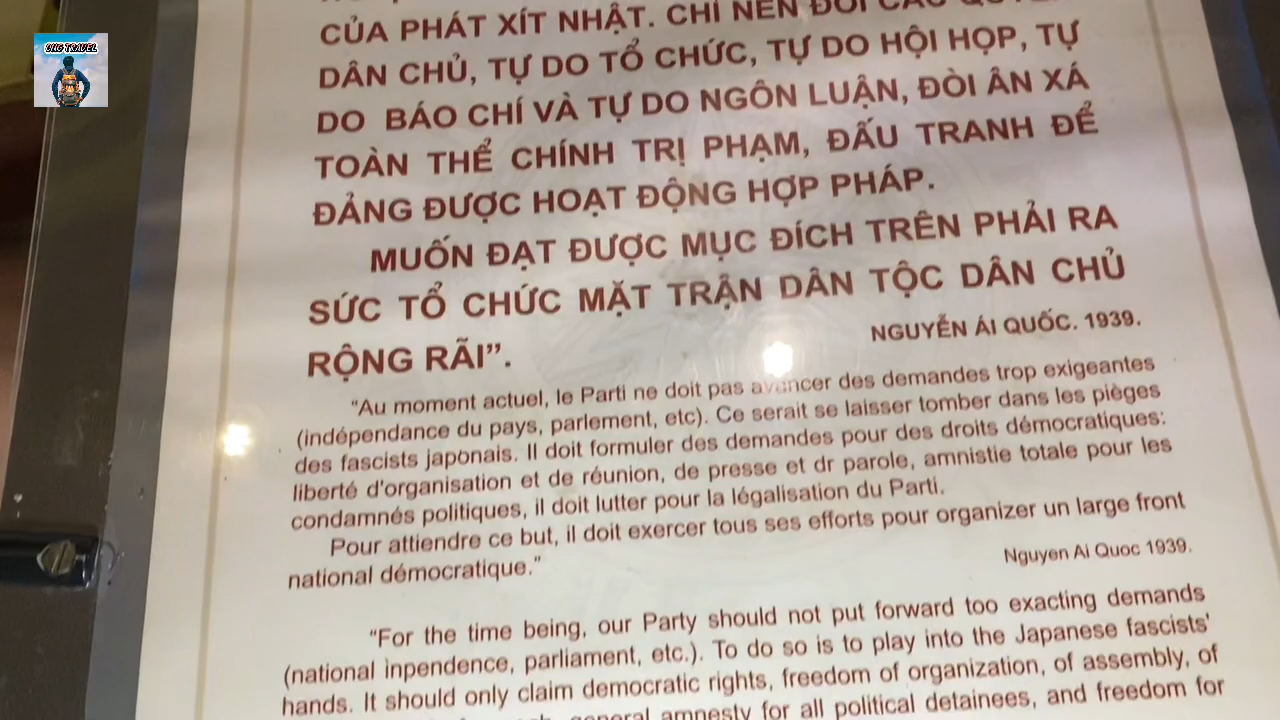 DNG TRAVEL
CỦA PHÁT XÍT NHẬT. CHỈ NÊN ĐÒI CÁC
DÂN CHỦ, TỰ DO TỔ CHỨC, TỰ DO HỘI HỌP, TỰ
DO BÁO CHÍ VÀ TỰ DO NGÔN LUẬN, ĐÒI ÂN XÁ
TOÀN THỂ CHÍNH TRỊ PHẠM, ĐẤU TRANH ĐỂ
ĐẢNG ĐƯỢC HOẠT ĐỘNG HỢP PHÁP.
MUỐN ĐẠT ĐƯỢC MỤC ĐÍCH TRÊN PHẢI RA
SỨC TỔ CHỨC MẶT TRẬN DÂN TỘC DÂN CHỦ
RỘNG RÃI”.
NGUYỄN ÁI QUỐC. 1939.
“Au moment actuel, le Parti ne doit pas avancer des demandes trop exigeantes
(indépendance du pays, parlement, etc). Ce serait se laisser tomber dans les pièges
des fascists japonais. Il doit formuler des demandes pour des droits démocratiques:
liberté d'organisation et de réunion, de presse et dr parole, amnistie totale pour les
condamnés politiques, il doit lutter pour la légalisation du Parti.
Pour attiendre ce but, il doit exercer tous ses efforts pour organizer un large front
national démocratique.”
Nguyen Ai Quoc 1939.
“For the time being, our Party should not put forward too exacting demands
(national inpendence, parliament, etc.). To do so is to play into the Japanese fascists'
hands. It should only claim democratic rights, freedom of organization, of assembly, of
general amnesty for all political detainees, and freedom for